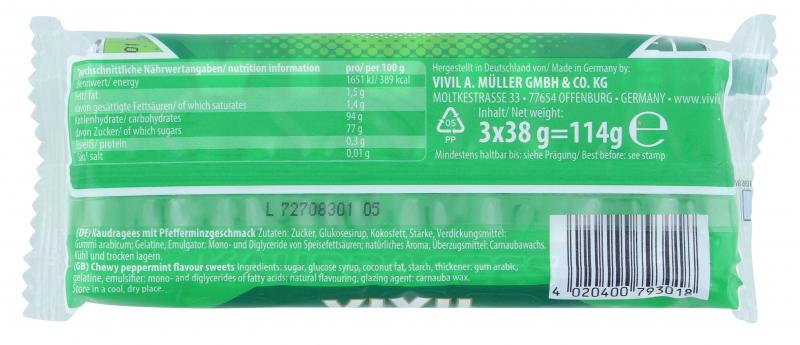 Durchschnittliche Nährwertangaben/ nutrition information pro/ per 100 g
Brennwert/ energy 1651 kJ/ 389 kcal
Fett/ fat 1,5 g
davon gesättigte Fettsäuren/ of which saturates 1,4 g
Kohlenhydrate/ carbohydrates 94 g
davon Zucker/ of which sugars 77 g
Eiweiß/ protein 0,3 g
Salz/ salt 0,01 g
Hergestellt in Deutschland von/ Made in Germany by:
VIVIL A. MÜLLER GMBH & CO. KG
MOLTKESTRASSE 33 · 77654 OFFENBURG · GERMANY · www.vivil
Inhalt/ Net weight:
3x38 g=114g e
05
PP
Mindestens haltbar bis: siehe Prägung/ Best before: see stamp
L 72708301 05
(DE) Kaudragees mit Pfefferminzgeschmack Zutaten: Zucker, Glukosesirup, Kokosfett, Stärke, Verdickungsmittel:
Gummi arabicum; Gelatine, Emulgator: Mono- und Diglyceride von Speisefettsäuren; natürliches Aroma, Überzugsmittel: Carnaubawachs.
Kühl und trocken lagern.
(GB) Chewy peppermint flavour sweets Ingredients: sugar, glucose syrup, coconut fat, starch, thickener: gum arabic;
gelatine, emulsifier: mono- and diglycerides of fatty acids; natural flavouring, glazing agent: carnauba wax.
Store in a cool, dry place.
4 020400 793018
VIVIL